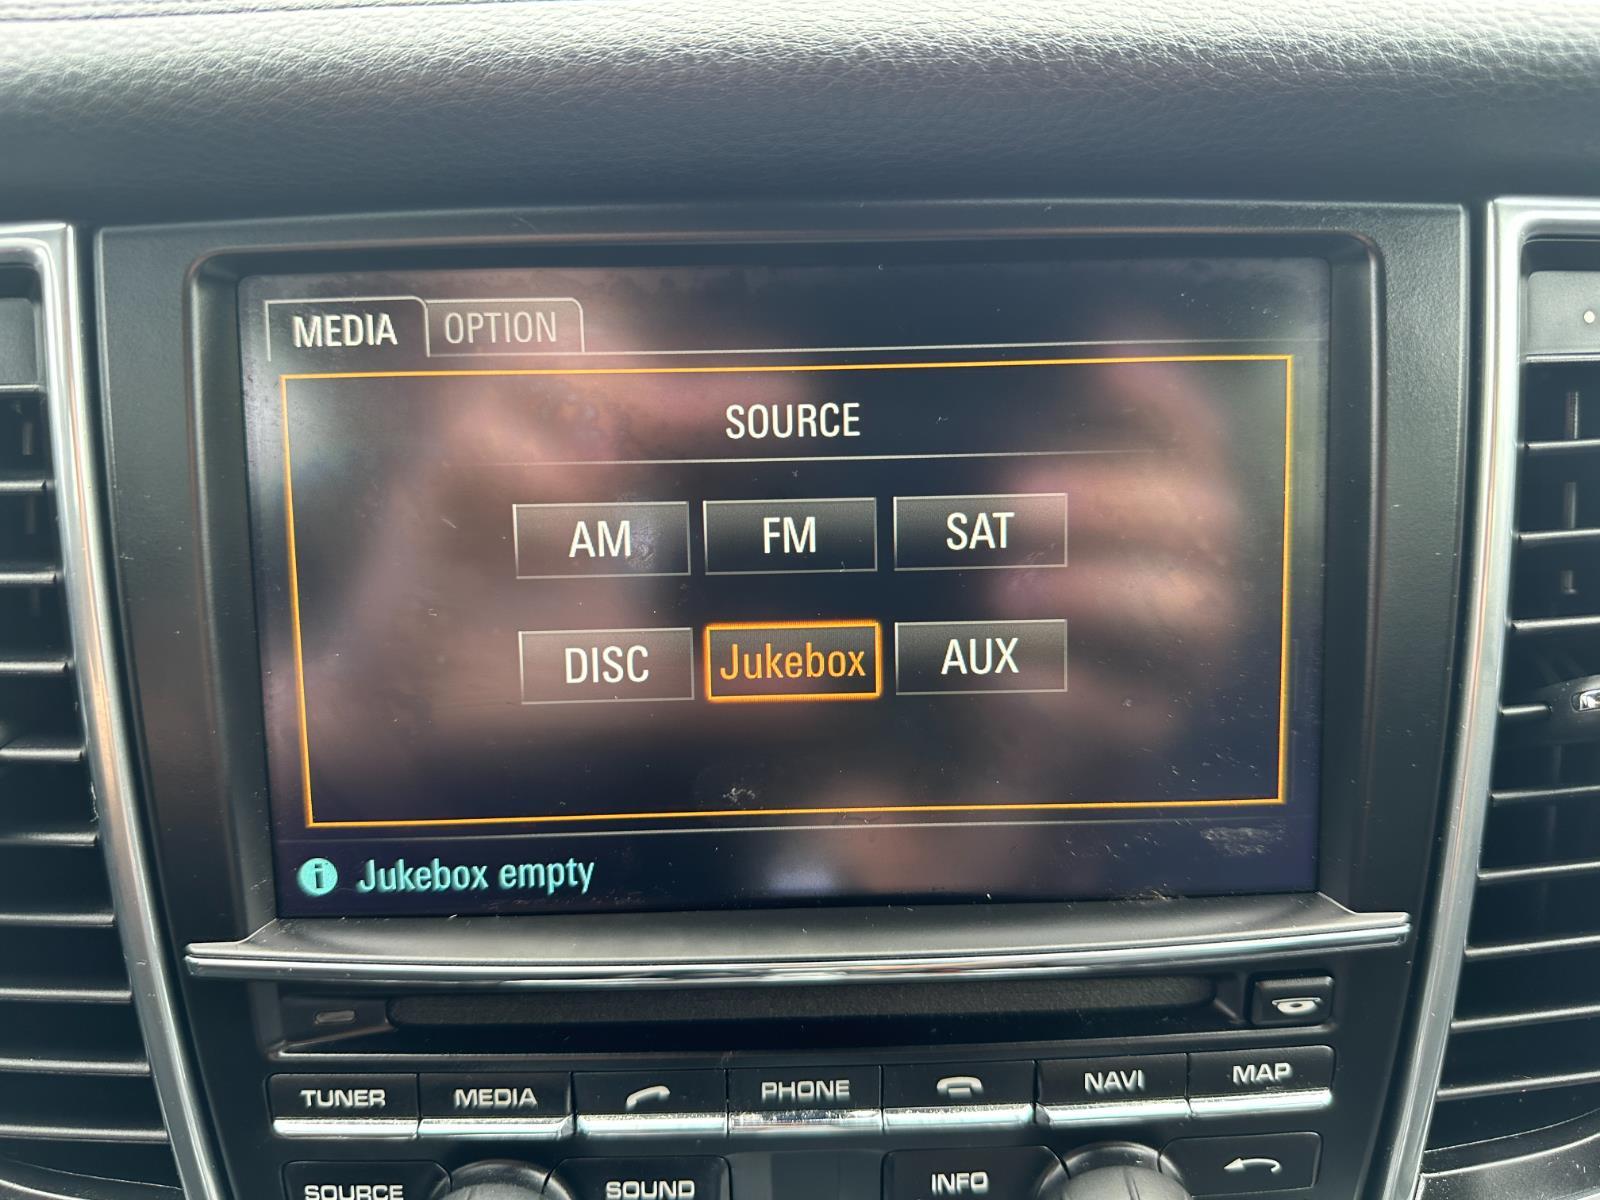 MEDIA OPTION
SOURCE
AM FM SAT
DISC Jukebox AUX
i Jukebox empty
TUNER MEDIA PHONE NAVI MAP
SOURCE SOUND INFO